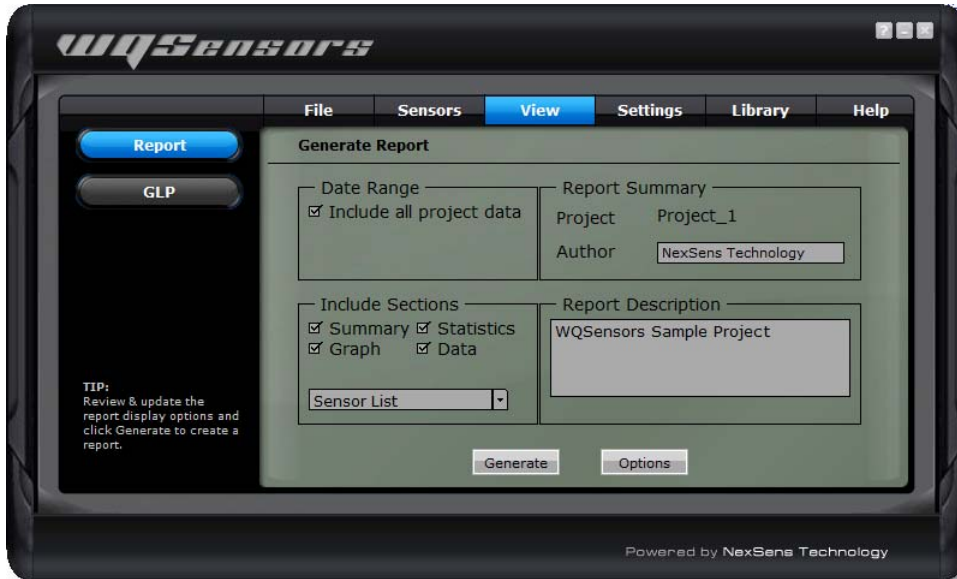 WQSensors
? - x
File Sensors View Settings Library Help
Report
GLP
TIP:
Review & update the
report display options and
click Generate to create a
report.
Generate Report
Date Range
Include all project data
Report Summary
Project Project_1
Author NexSens Technology
Include Sections
Summary Statistics
Graph Data
Sensor List
Report Description
WQSensors Sample Project
Generate Options
Powered by NexSens Technology